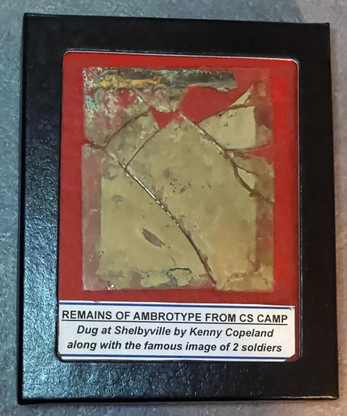 REMAINS OF AMBROTYPE FROM CS CAMP
Dug at Shelbyville by Kenny Copeland
along with the famous image of 2 soldiers